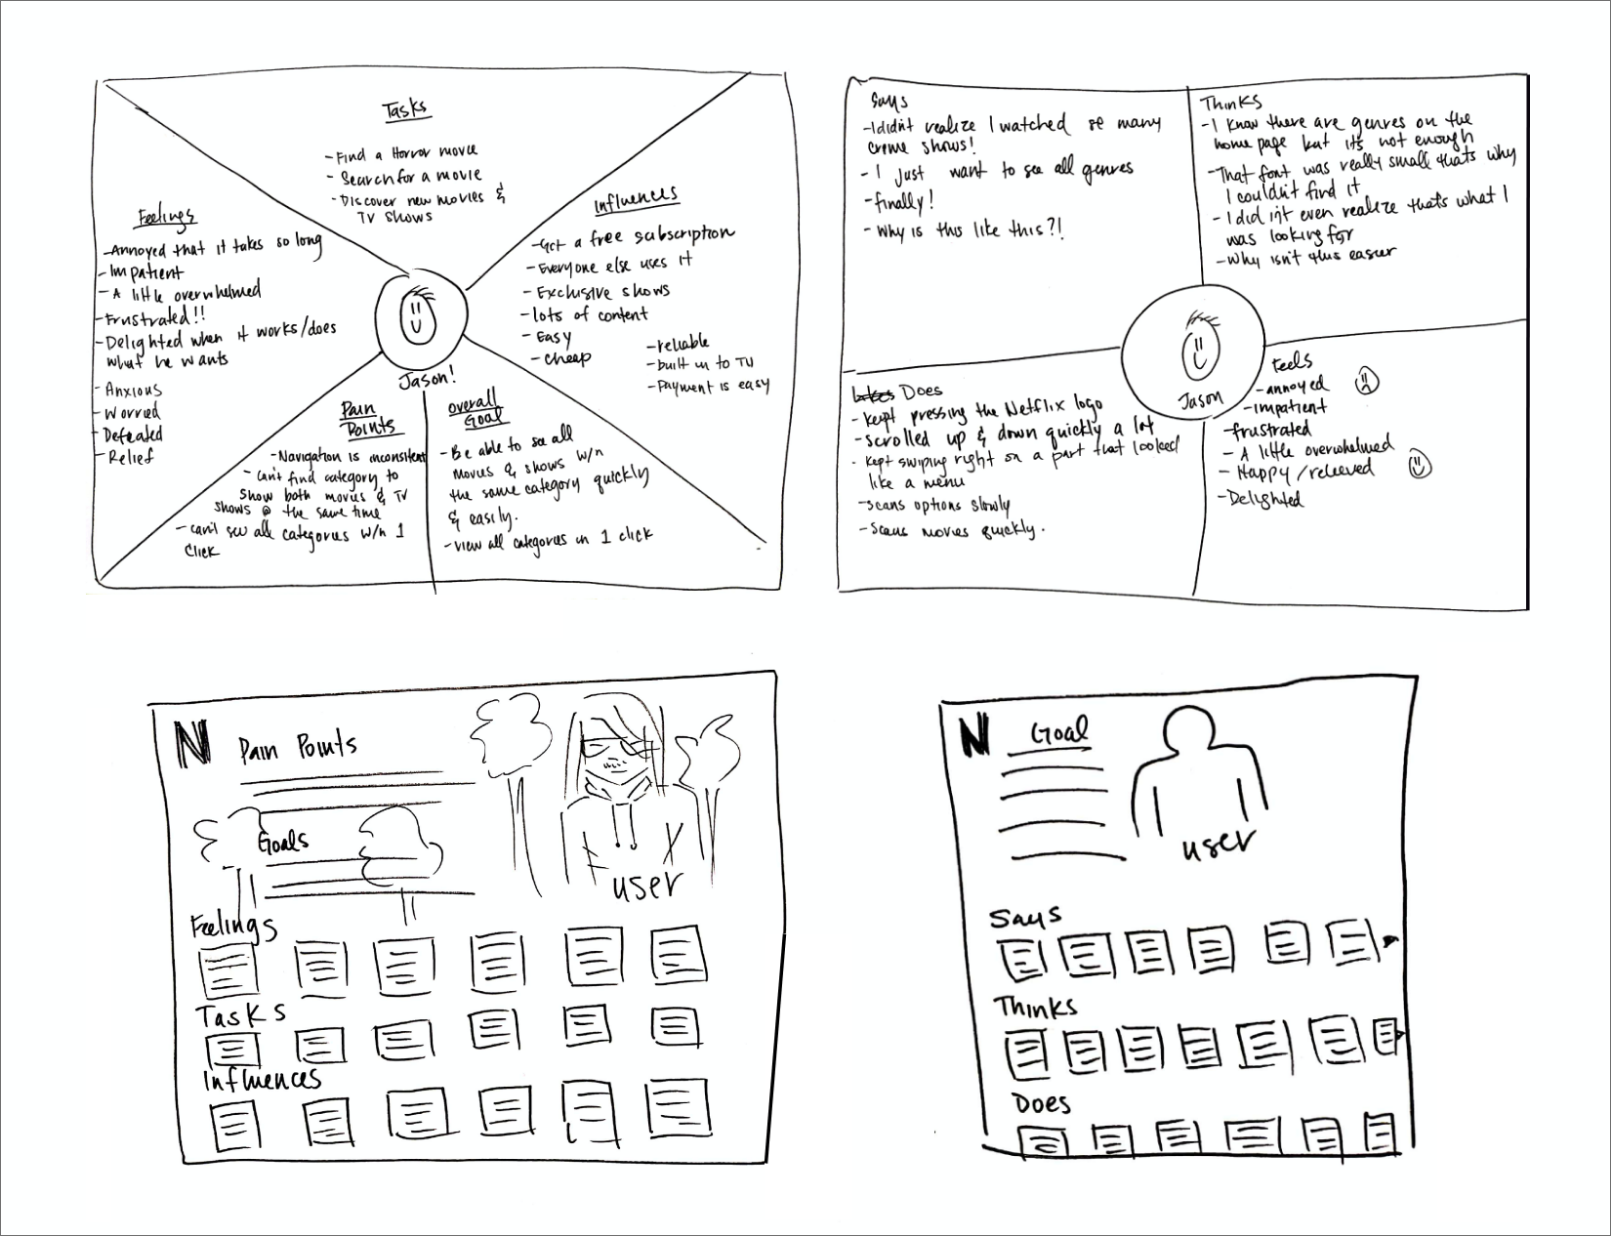 Tasks
- Find a Horror movie
- Search for a movie
- Discover new movies &
TV shows
Feelings
- Annoyed that it takes so long
- Impatient
- A little overwhelmed
- Frustrated!!
- Delighted when it works/does
what he wants
- Anxious
- Worried
- Defeated
- Relief
Influences
- Get a free subscription
- Everyone else uses it
- Exclusive shows
- lots of content
- Easy
- cheap
- reliable
- built in to TV
- Payment is easy
Jason!
Pain
Points
- Navigation is inconsistent
- Can't find category to
show both movies & TV
shows @ the same time
- can't see all categories w/n 1
click
Overall
Goal
- Be able to see all
movies & shows w/n
the same category quickly
& easily.
- View all categories in 1 click
Says
- I didn't realize I watched so many
crime shows!
- I just want to see all genres
- finally!
- Why is this like this?!
Thinks
- I know there are genres on the
home page but it's not enough
- That font was really small that's why
I couldn't find it
- I didn't even realize that's what I
was looking for
- Why isn't this easier
Jason
Does
- Kept pressing the Netflix logo
- Scrolled up & down quickly a lot
- Kept swiping right on a part that looked
like a menu
- Scans options slowly
- Scans movies quickly.
Feels
- annoyed
- impatient
- frustrated
- A little overwhelmed
- Happy/relieved
- Delighted
N
Pain Points
Goals
user
Feelings
Tasks
Influences
N
Goal
user
Says
Thinks
Does